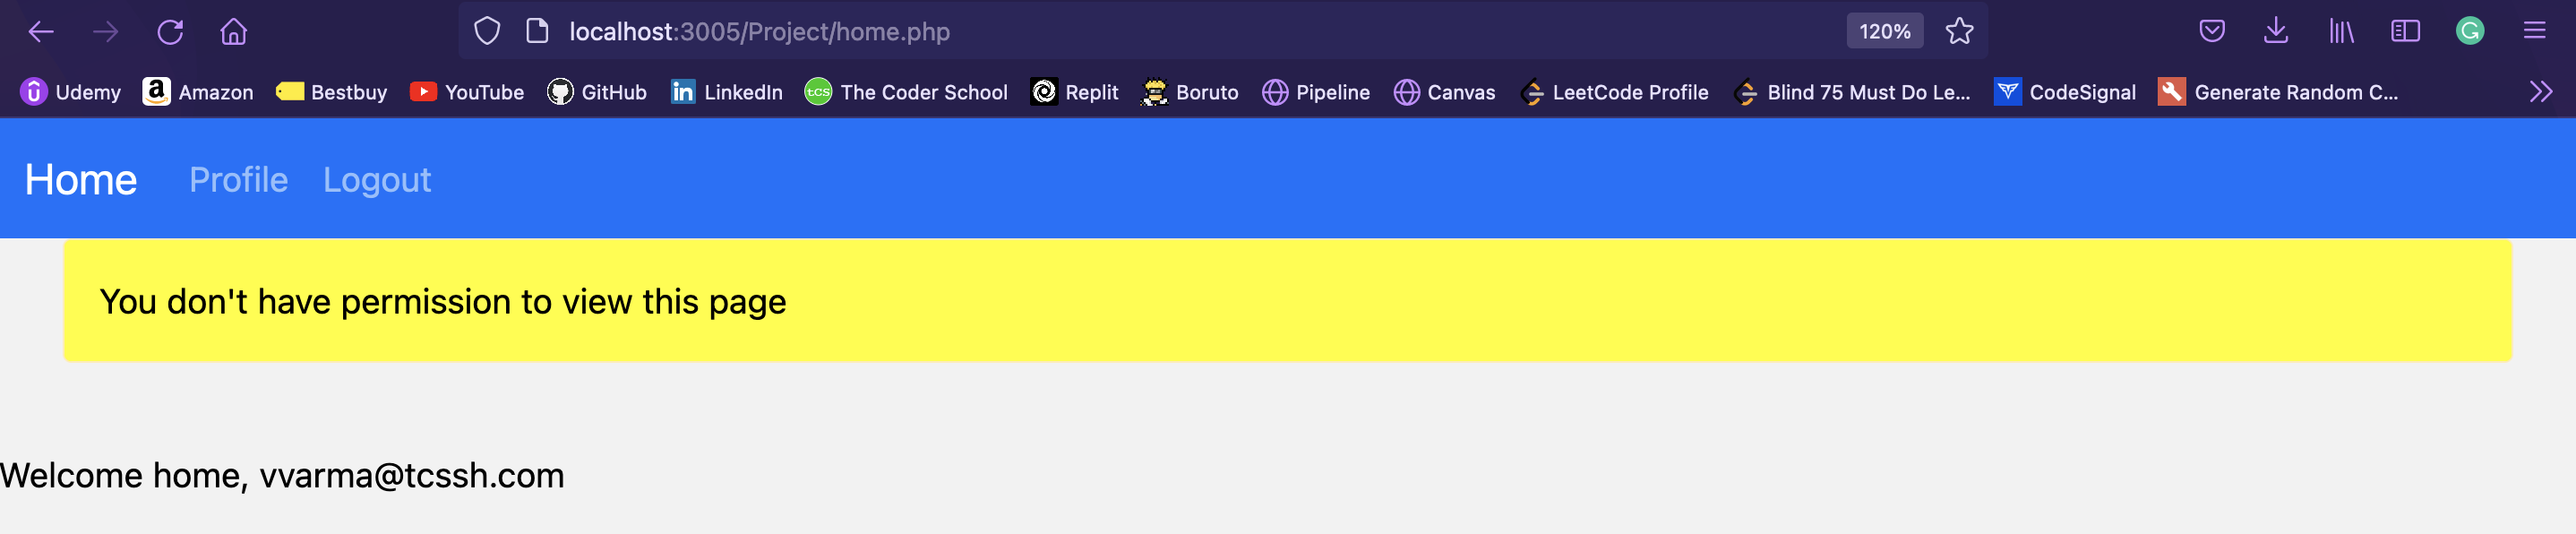 localhost:3005/Project/home.php 120%
Udemy Amazon Bestbuy YouTube GitHub LinkedIn tcs The Coder School Replit Boruto Pipeline Canvas LeetCode Profile Blind 75 Must Do Le... CodeSignal Generate Random C...
Home Profile Logout
You don't have permission to view this page
Welcome home, vvarma@tcssh.com